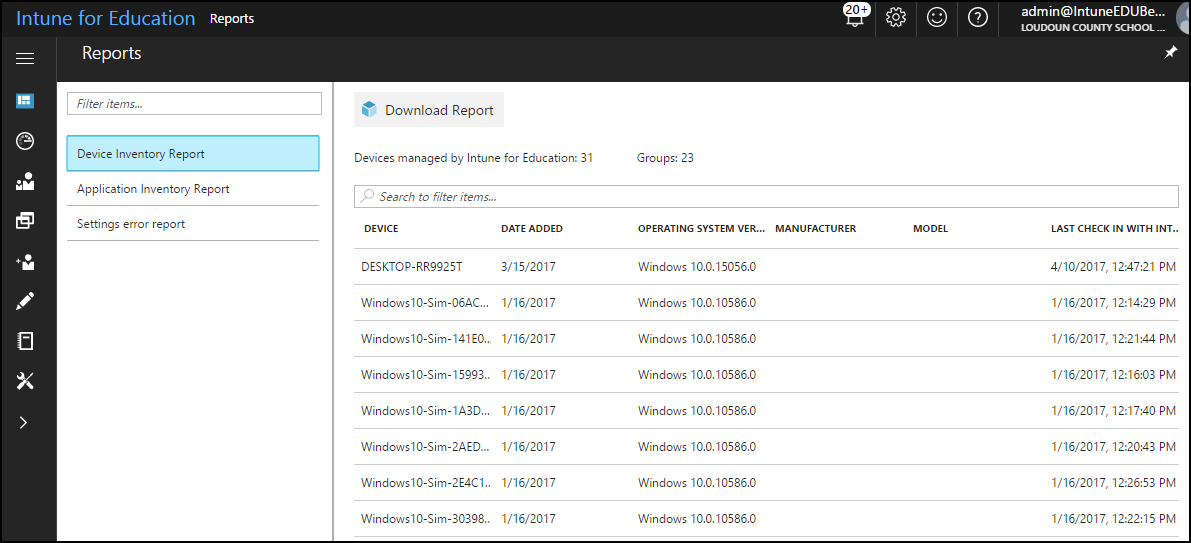 Intune for Education Reports 20+ admin@IntuneEDUBe...
LOUDOUN COUNTY SCHOOL ...
Reports
Filter items...
Device Inventory Report
Application Inventory Report
Settings error report
Download Report
Devices managed by Intune for Education: 31 Groups: 23
Search to filter items...
DEVICE DATE ADDED OPERATING SYSTEM VER... MANUFACTURER MODEL LAST CHECK IN WITH INT...
DESKTOP-RR9925T 3/15/2017 Windows 10.0.15056.0 4/10/2017, 12:47:21 PM
Windows10-Sim-06AC... 1/16/2017 Windows 10.0.10586.0 1/16/2017, 12:14:29 PM
Windows10-Sim-141E0... 1/16/2017 Windows 10.0.10586.0 1/16/2017, 12:21:44 PM
Windows10-Sim-15993... 1/16/2017 Windows 10.0.10586.0 1/16/2017, 12:16:03 PM
Windows10-Sim-1A3D... 1/16/2017 Windows 10.0.10586.0 1/16/2017, 12:17:40 PM
Windows10-Sim-2AED... 1/16/2017 Windows 10.0.10586.0 1/16/2017, 12:20:43 PM
Windows10-Sim-2E4C1... 1/16/2017 Windows 10.0.10586.0 1/16/2017, 12:26:53 PM
Windows10-Sim-30398... 1/16/2017 Windows 10.0.10586.0 1/16/2017, 12:22:15 PM